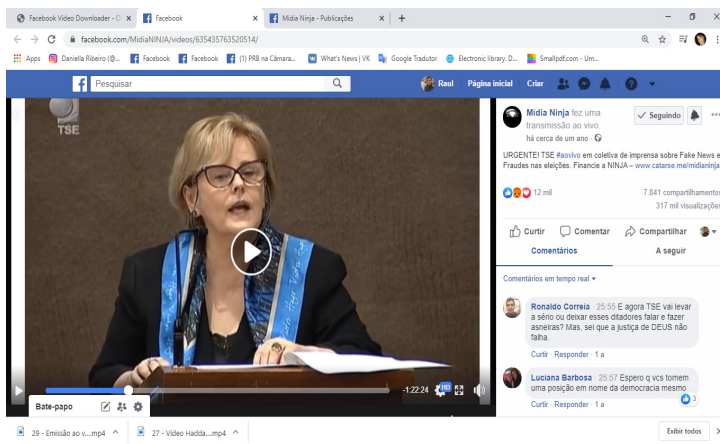 Facebook Video Downloader - O
Facebook
Mídia Ninja - Publicações
facebook.com/MidiaNINJA/videos/635435763520514/
Apps
Daniella Ribeiro (@...
Facebook
Facebook
(1) PRB na Câmara...
What's News | VK
Google Tradutor
Electronic library. D...
Smallpdf.com - Um...
Pesquisar
Raul
Página inicial
Criar
TSE
Mídia Ninja fez uma
transmissão ao vivo.
há cerca de um ano ·
Seguindo
URGENTE! TSE #aovivo em coletiva de imprensa sobre Fake News e
Fraudes nas eleições. Financie a NINJA – www.catarse.me/midianinja
12 mil
7.841 compartilhamentos
317 mil visualizações
Curtir
Comentar
Compartilhar
Comentários
A seguir
Comentários em tempo real
Ronaldo Correia · 25:55 E agora TSE vai levar
a sério ou deixar esses ditadores falar e fazer
asneiras? Mas, sei que a justiça de DEUS não
falha.
Curtir · Responder · 1 a
Luciana Barbosa · 25:57 Espero q vcs tomem
uma posição em nome da democracia mesmo
3
Curtir · Responder · 1 a
-1:22:24
HD
Bate-papo
29 - Emissão ao v....mp4
27 - Vídeo Hadda....mp4
Exibir todos